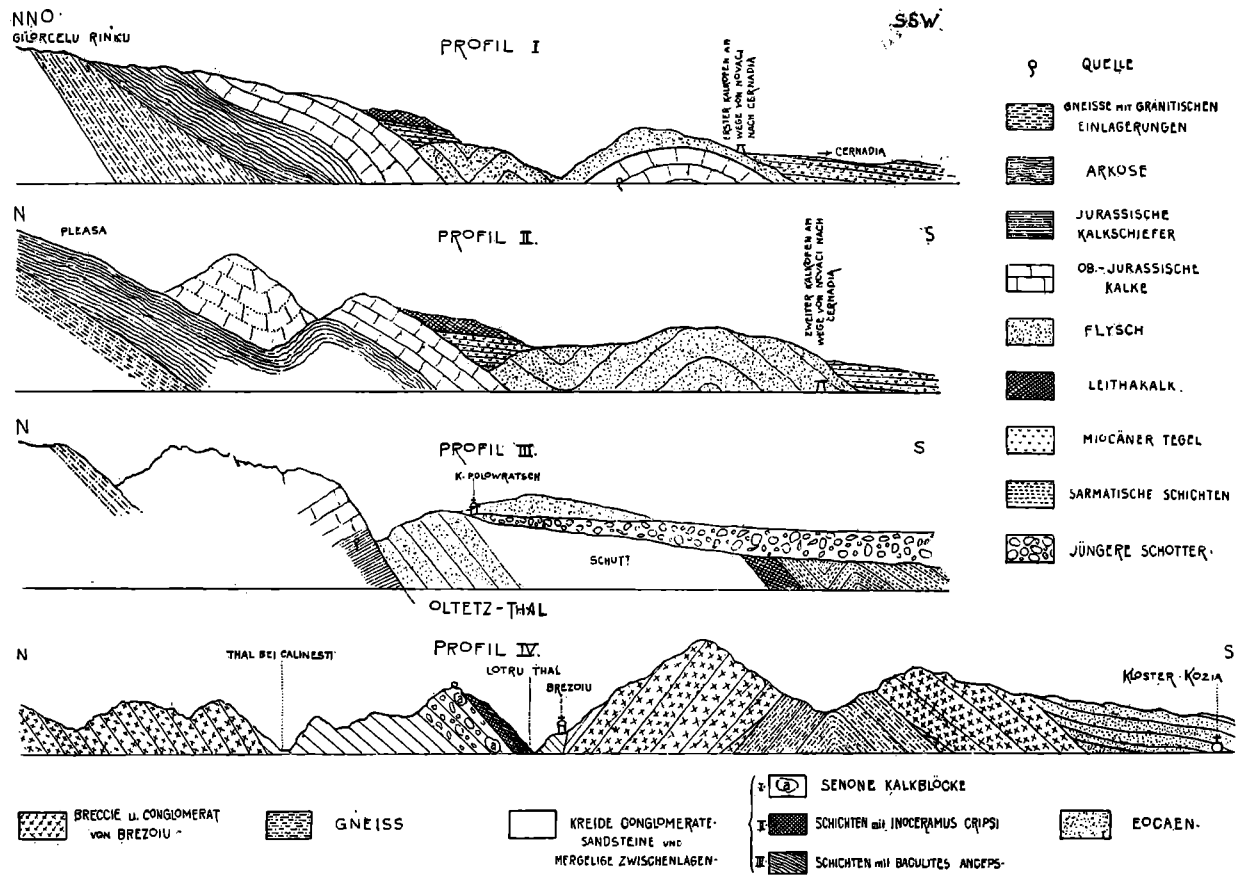 NNO.
GILORCELU RINKU
PROFIL I
SSW.
ERSTER KALKOFEN AM
WEGE VON NOVACI
NACH CERNADIA
→ CERNADIA
N
PLEASA
PROFIL II.
S
ZWEITER KALKOFEN AM
WEGE VON NOVACI NACH
CERNADIA
N
PROFIL III.
S
K. POLOWRATSCH
SCHUTT
OLTETZ-THAL
N
PROFIL IV.
S
THAL BEI CALINESTI
LOTRU THAL
BREZOIU
KLOSTER-KOZIA
a
a
QUELLE
GNEISSE MIT GRANITISCHEN
EINLAGERUNGEN
ARKOSE
JURASSISCHE
KALKSCHIEFER
OB.-JURASSISCHE
KALKE
FLYSCH
LEITHAKALK.
MIOCÄNER TEGEL
SARMATISCHE SCHICHTEN
JÜNGERE SCHOTTER.
BRECCIE u. CONGLOMERAT
VON BREZOIU
GNEISS
KREIDE CONGLOMERATE-
SANDSTEINE UND
MERGELIGE ZWISCHENLAGEN-
I. a SENONE KALKBLÖCKE
II SCHICHTEN mit INOCERAMUS CRIPSI
III SCHICHTEN mit BACULITES ANCEPS-
EOCAEN-